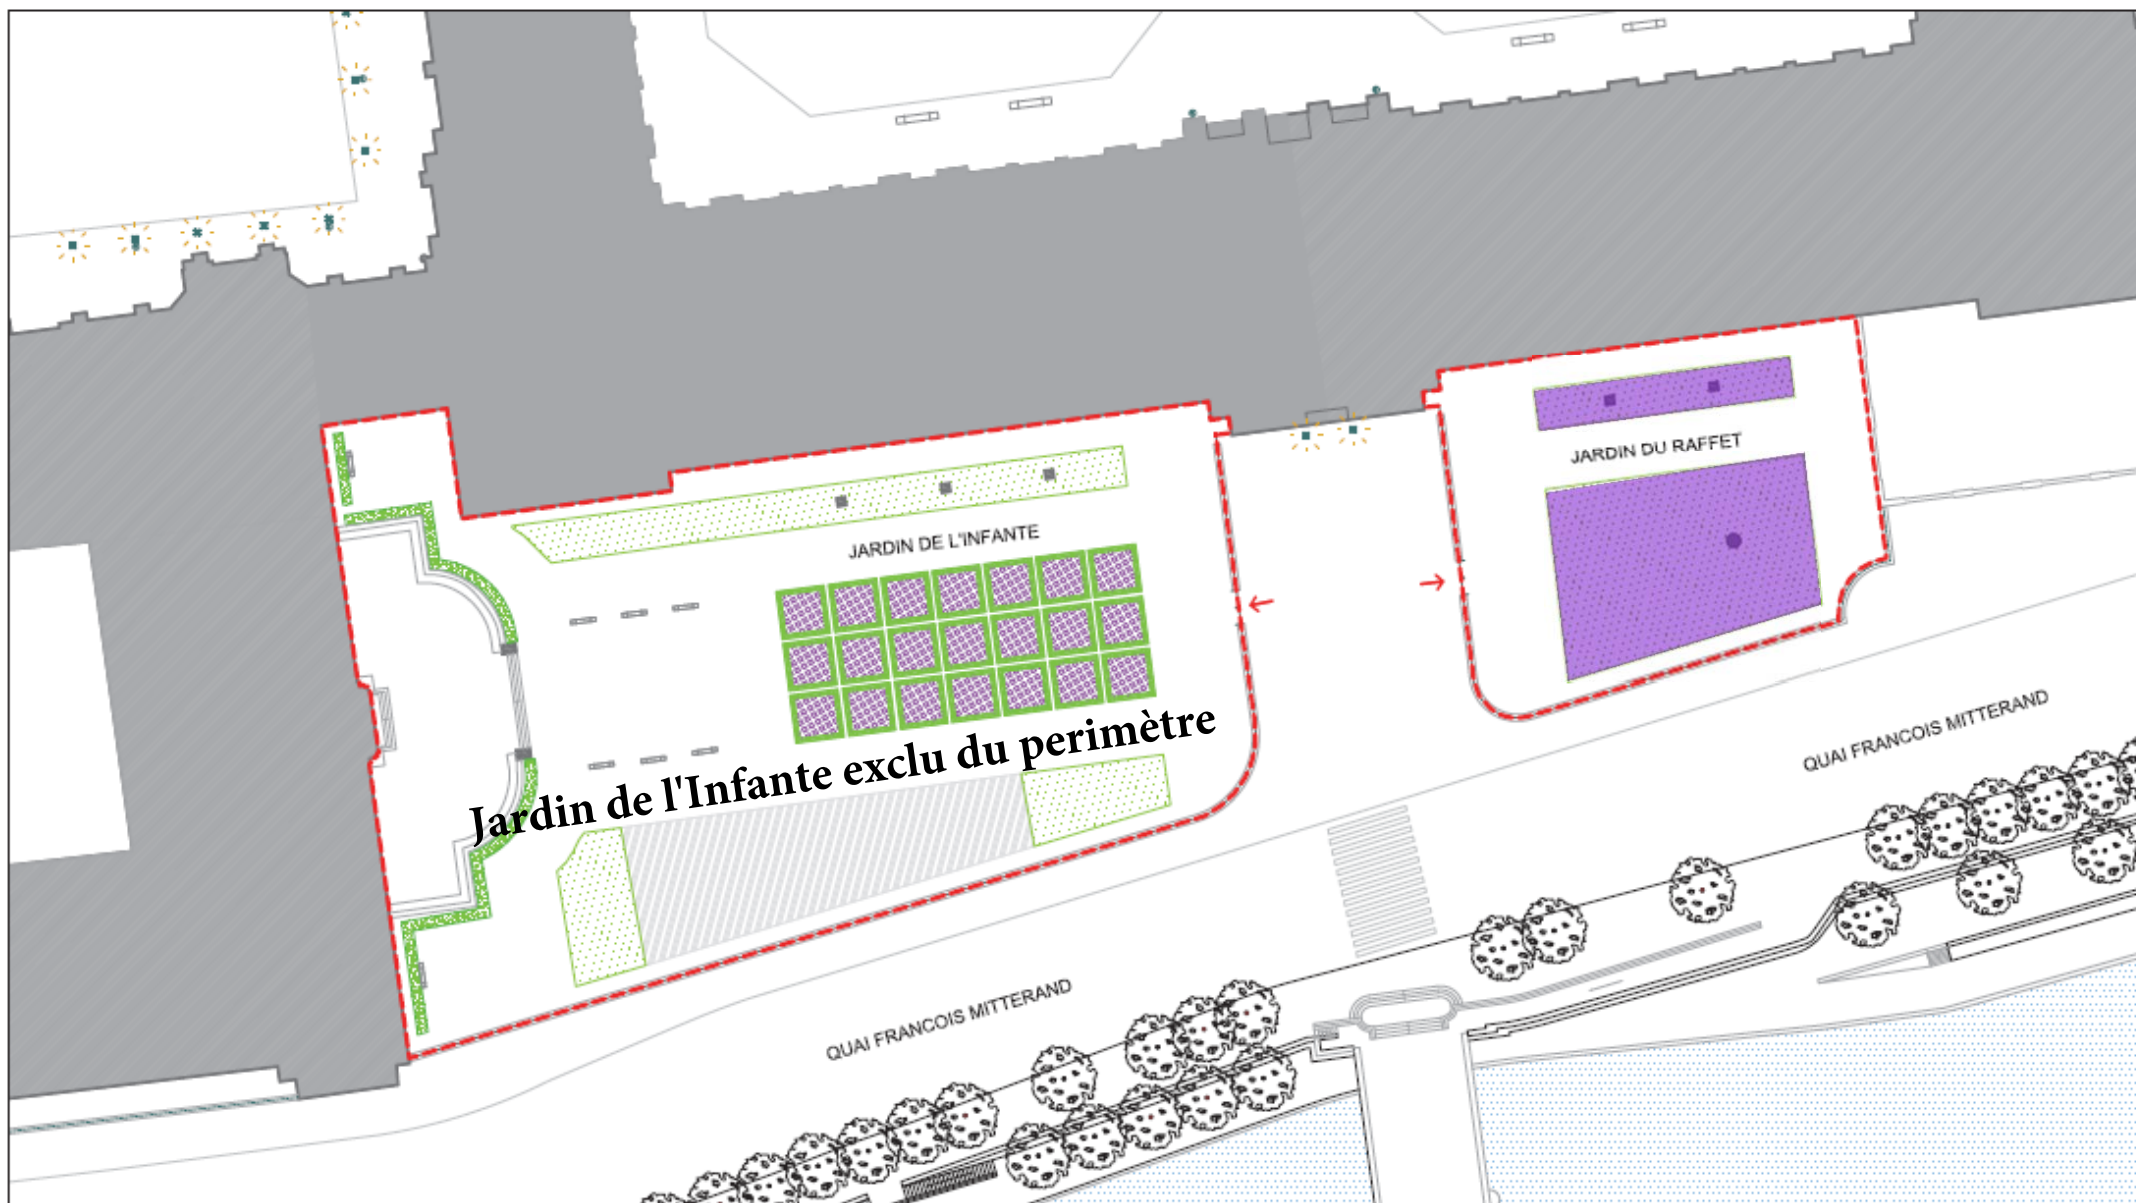 JARDIN DU RAFFET
JARDIN DE L'INFANTE
Jardin de l'Infante exclu du perimètre
QUAI FRANCOIS MITTERAND
QUAI FRANCOIS MITTERAND